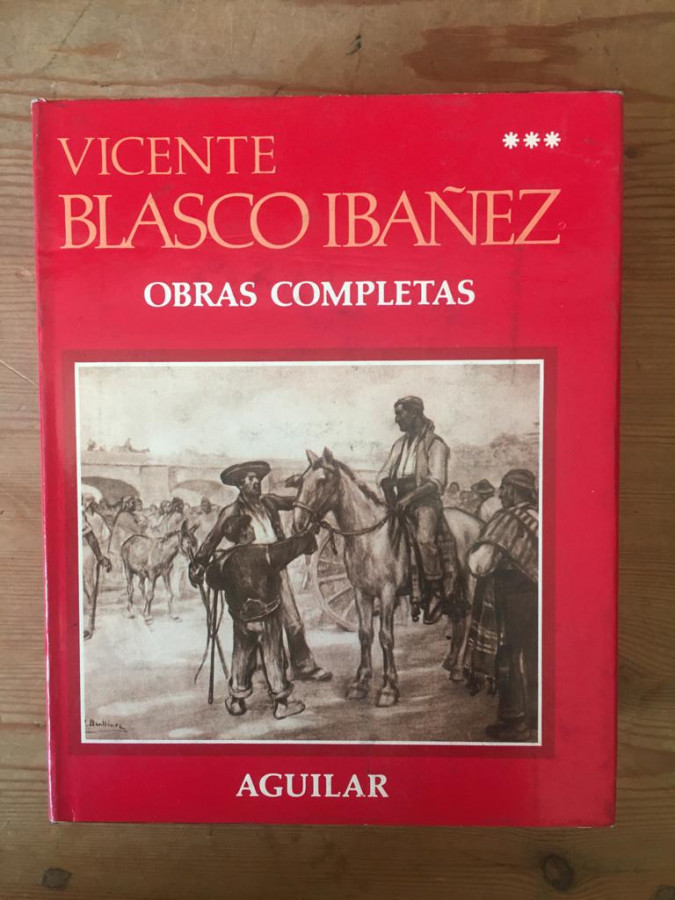 VICENTE
***
BLASCO IBAÑEZ
OBRAS COMPLETAS
AGUILAR